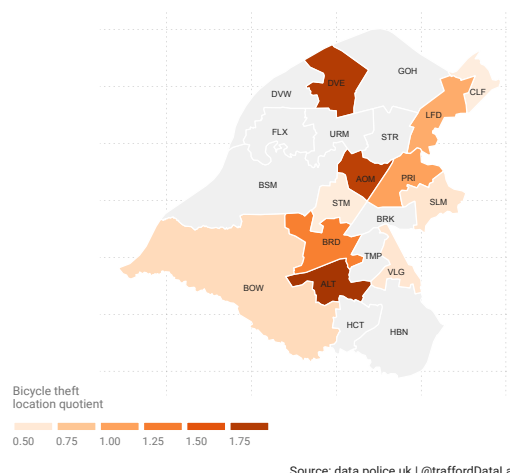 GOH
DVE
CLF
DVW
LFD
FLX
URM
STR
AOM
PRI
BSM
STM
SLM
BRK
BRD
TMP
VLG
BOW
ALT
HCT
HBN
Bicycle theft
location quotient
0.50 0.75 1.00 1.25 1.50 1.75
Source: data.police.uk | @traffordDataLa